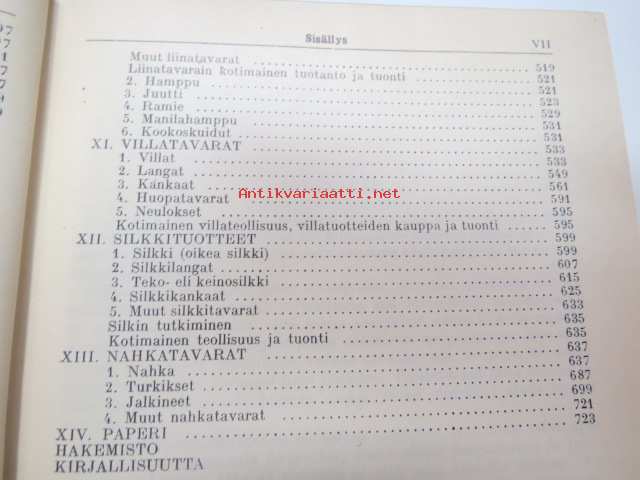 Sisällys VII
Muut liinatavarat 519
Liinatavarain kotimainen tuotanto ja tuonti 521
2. Hamppu 521
3. Juutti 523
4. Ramie 529
5. Manilahamppu 531
6. Kookoskuidut 531
XI. VILLATAVARAT 533
1. Villat 533
2. Langat 549
3. Kankaat 561
4. Huopatavarat 591
5. Neulokset 595
Kotimainen villateollisuus, villatuotteiden kauppa ja tuonti 595
XII. SILKKITUOTTEET 599
1. Silkki (oikea silkki) 599
2. Silkkilangat 607
3. Teko- eli keinosilkki 615
4. Silkkikankaat 625
5. Muut silkkitavarat 633
Silkin tutkiminen 635
Kotimainen teollisuus ja tuonti 635
XIII. NAHKATAVARAT 637
1. Nahka 637
2. Turkikset 687
3. Jalkineet 699
4. Muut nahkatavarat 721
XIV. PAPERI 723
HAKEMISTO
KIRJALLISUUTTA
Antikvariaatti.net